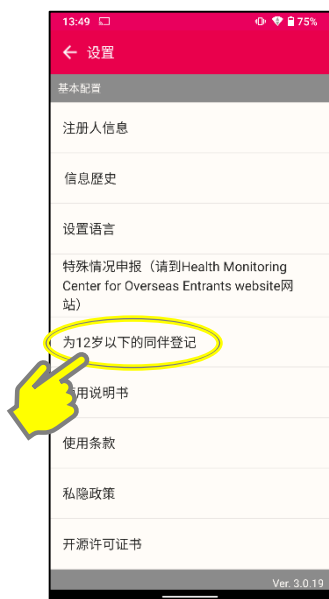 13:49 75%
← 设置
基本配置
注册人信息
信息歷史
设置语言
特殊情况申报（请到Health Monitoring
Center for Overseas Entrants website网
站）
为12岁以下的同伴登记
用说明书
使用条款
私隐政策
开源许可证书
Ver. 3.0.19